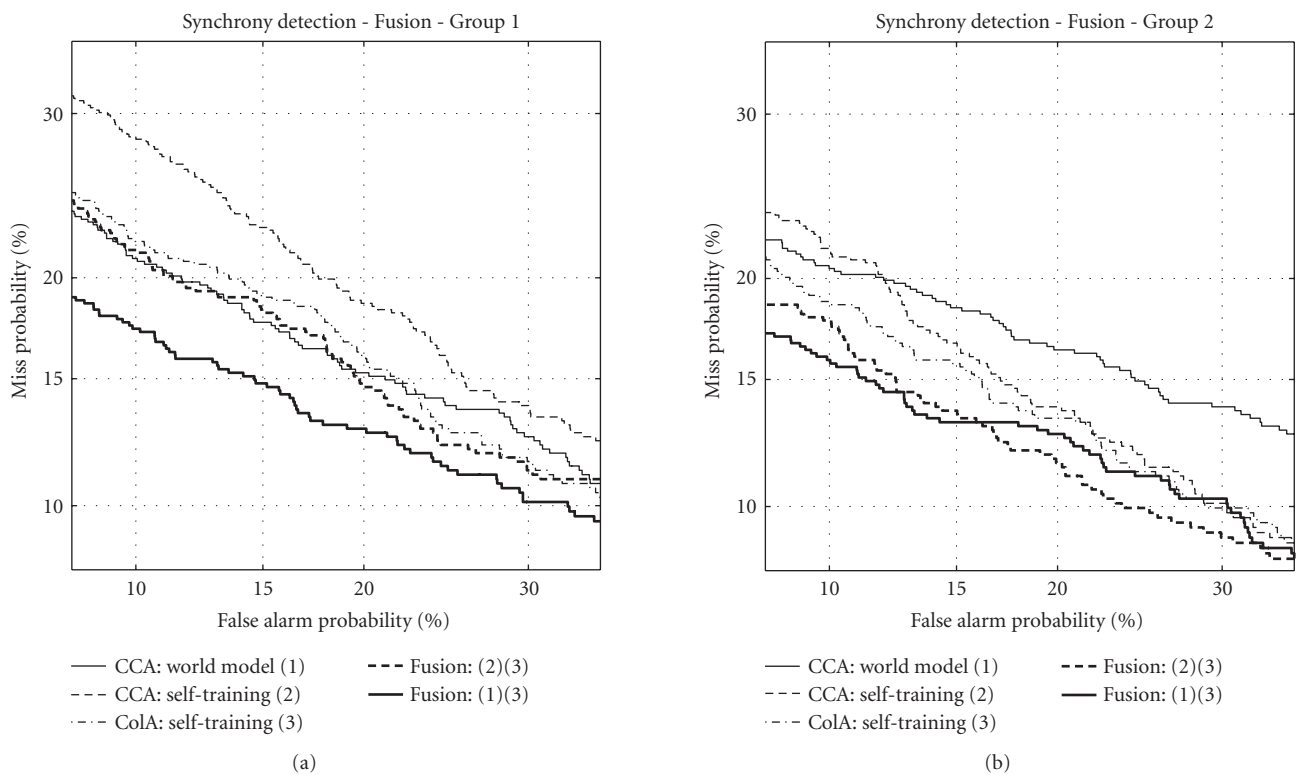 Synchrony detection - Fusion - Group 1
30
20
15
10
Miss probability (%)
10 15 20 30
False alarm probability (%)
CCA: world model (1)
CCA: self-training (2)
ColA: self-training (3)
Fusion: (2)(3)
Fusion: (1)(3)
(a)
Synchrony detection - Fusion - Group 2
30
20
15
10
Miss probability (%)
10 15 20 30
False alarm probability (%)
CCA: world model (1)
CCA: self-training (2)
ColA: self-training (3)
Fusion: (2)(3)
Fusion: (1)(3)
(b)